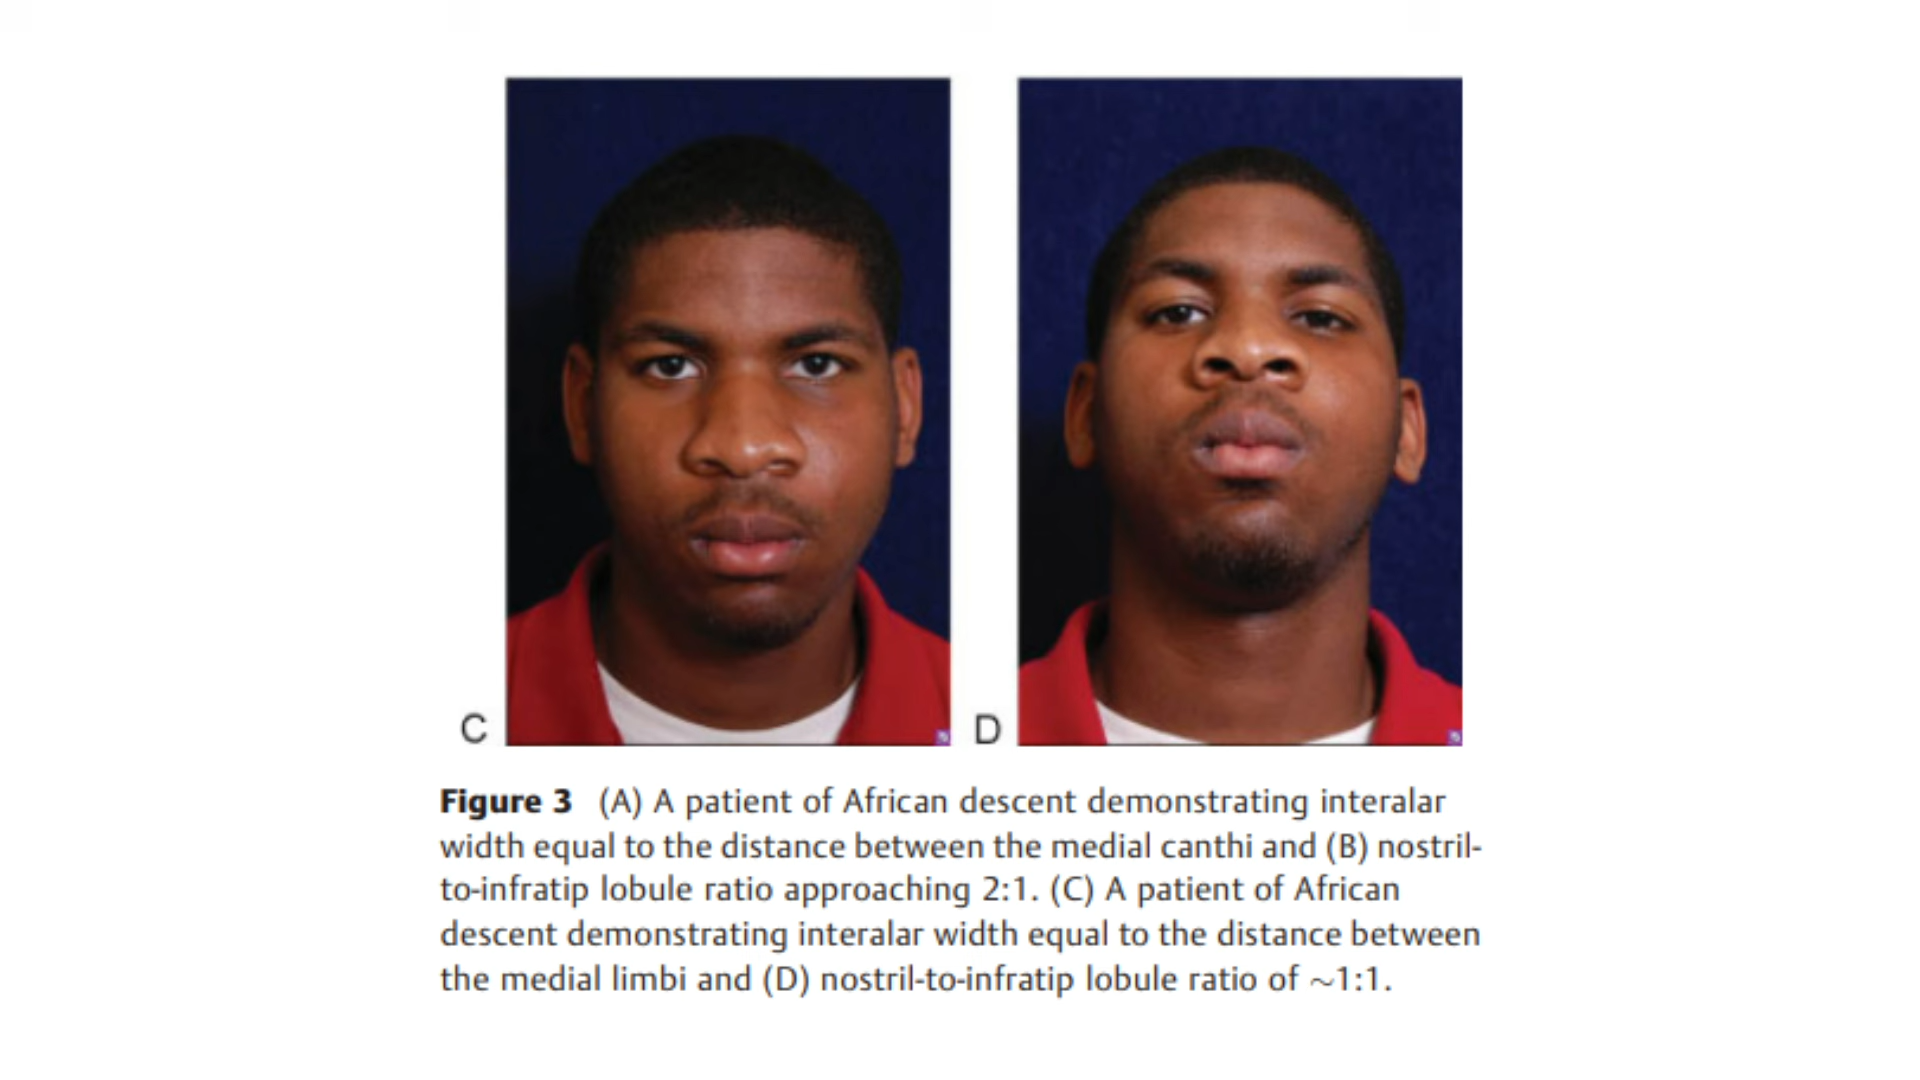 C
D
Figure 3 (A) A patient of African descent demonstrating interalar
width equal to the distance between the medial canthi and (B) nostril-
to-infratip lobule ratio approaching 2:1. (C) A patient of African
descent demonstrating interalar width equal to the distance between
the medial limbi and (D) nostril-to-infratip lobule ratio of ~1:1.